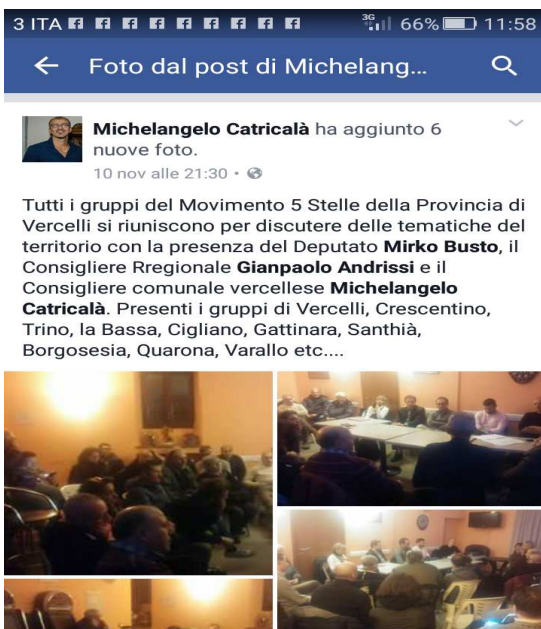 3 ITA 3G 66% 11:58
Foto dal post di Michelang...
Michelangelo Catricalà ha aggiunto 6
nuove foto.
10 nov alle 21:30 •
Tutti i gruppi del Movimento 5 Stelle della Provincia di
Vercelli si riuniscono per discutere delle tematiche del
territorio con la presenza del Deputato Mirko Busto, il
Consigliere Rregionale Gianpaolo Andrissi e il
Consigliere comunale vercellese Michelangelo
Catricalà. Presenti i gruppi di Vercelli, Crescentino,
Trino, la Bassa, Cigliano, Gattinara, Santhià,
Borgosesia, Quarona, Varallo etc....